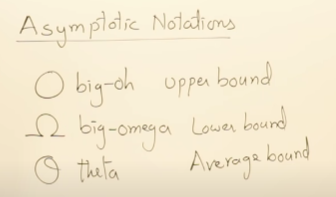 Asymptotic Notations
O big-oh upper bound
Ω big-omega Lower bound
Θ theta Average bound